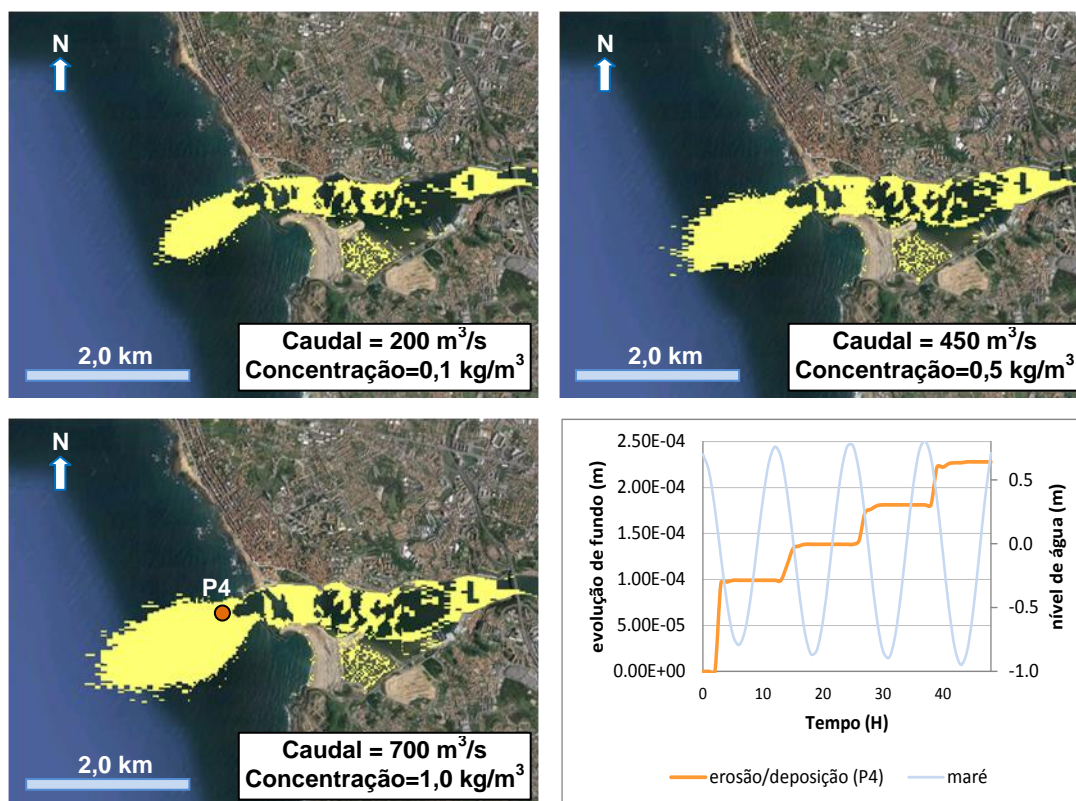 N
2,0 km
Caudal = 200 m³/s
Concentração=0,1 kg/m³
N
2,0 km
Caudal = 450 m³/s
Concentração=0,5 kg/m³
N
P4
2,0 km
Caudal = 700 m³/s
Concentração=1,0 kg/m³
evolução de fundo (m)
2.50E-04
2.00E-04
1.50E-04
1.00E-04
5.00E-05
0.00E+00
0.5
0.0
-0.5
-1.0
nível de água (m)
0 10 20 30 40
Tempo (H)
erosão/deposição (P4) maré